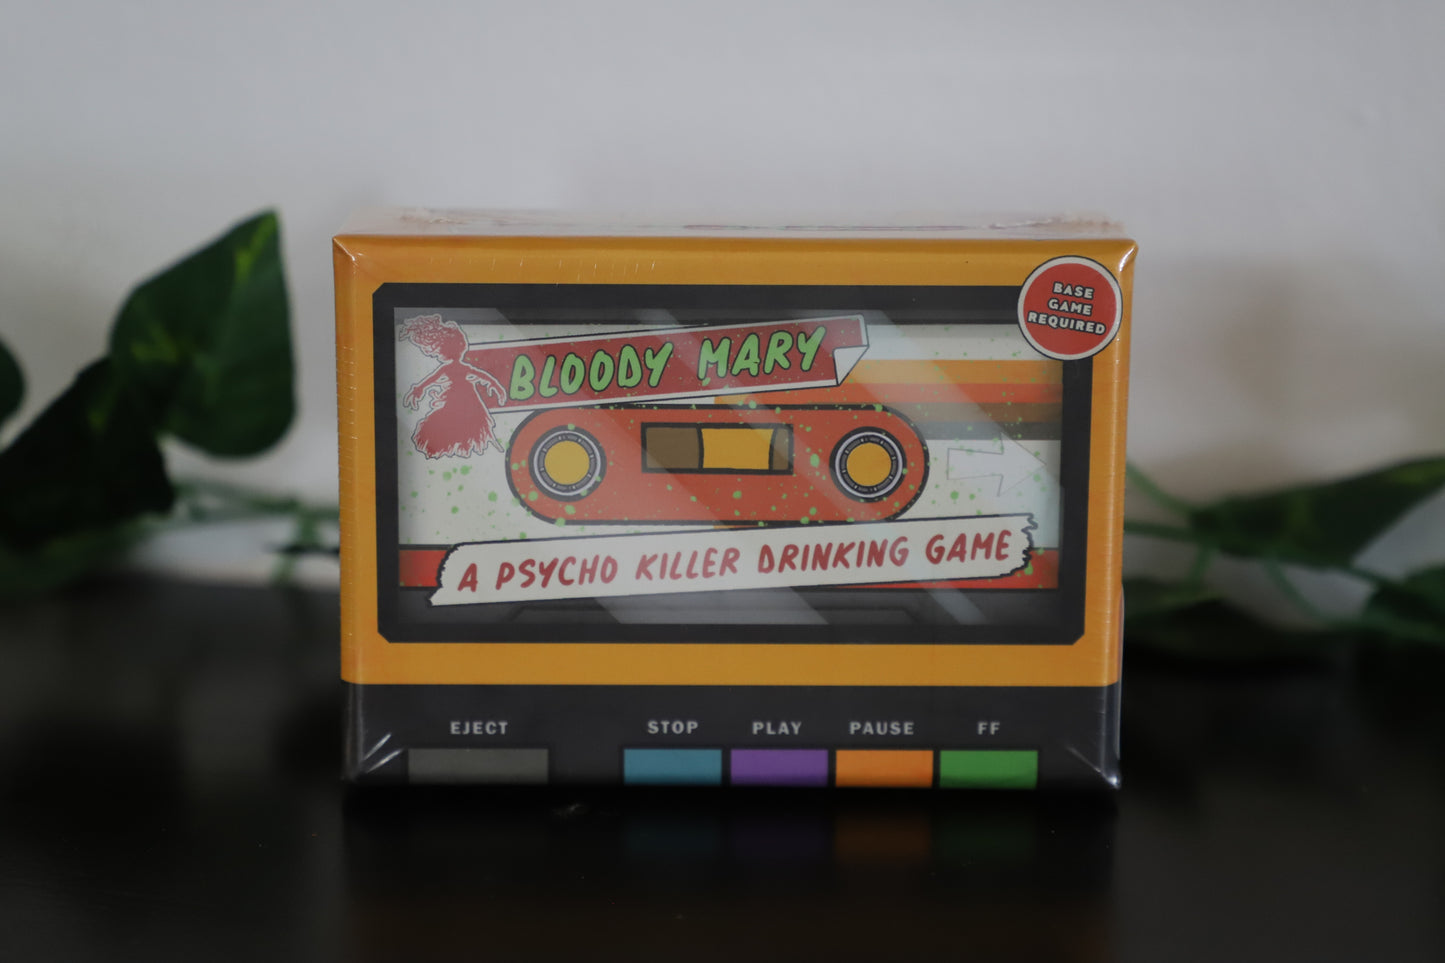 BLOODY MARY
BASE
GAME
REQUIRED
A PSYCHO KILLER DRINKING GAME
EJECT
STOP
PLAY
PAUSE
FF